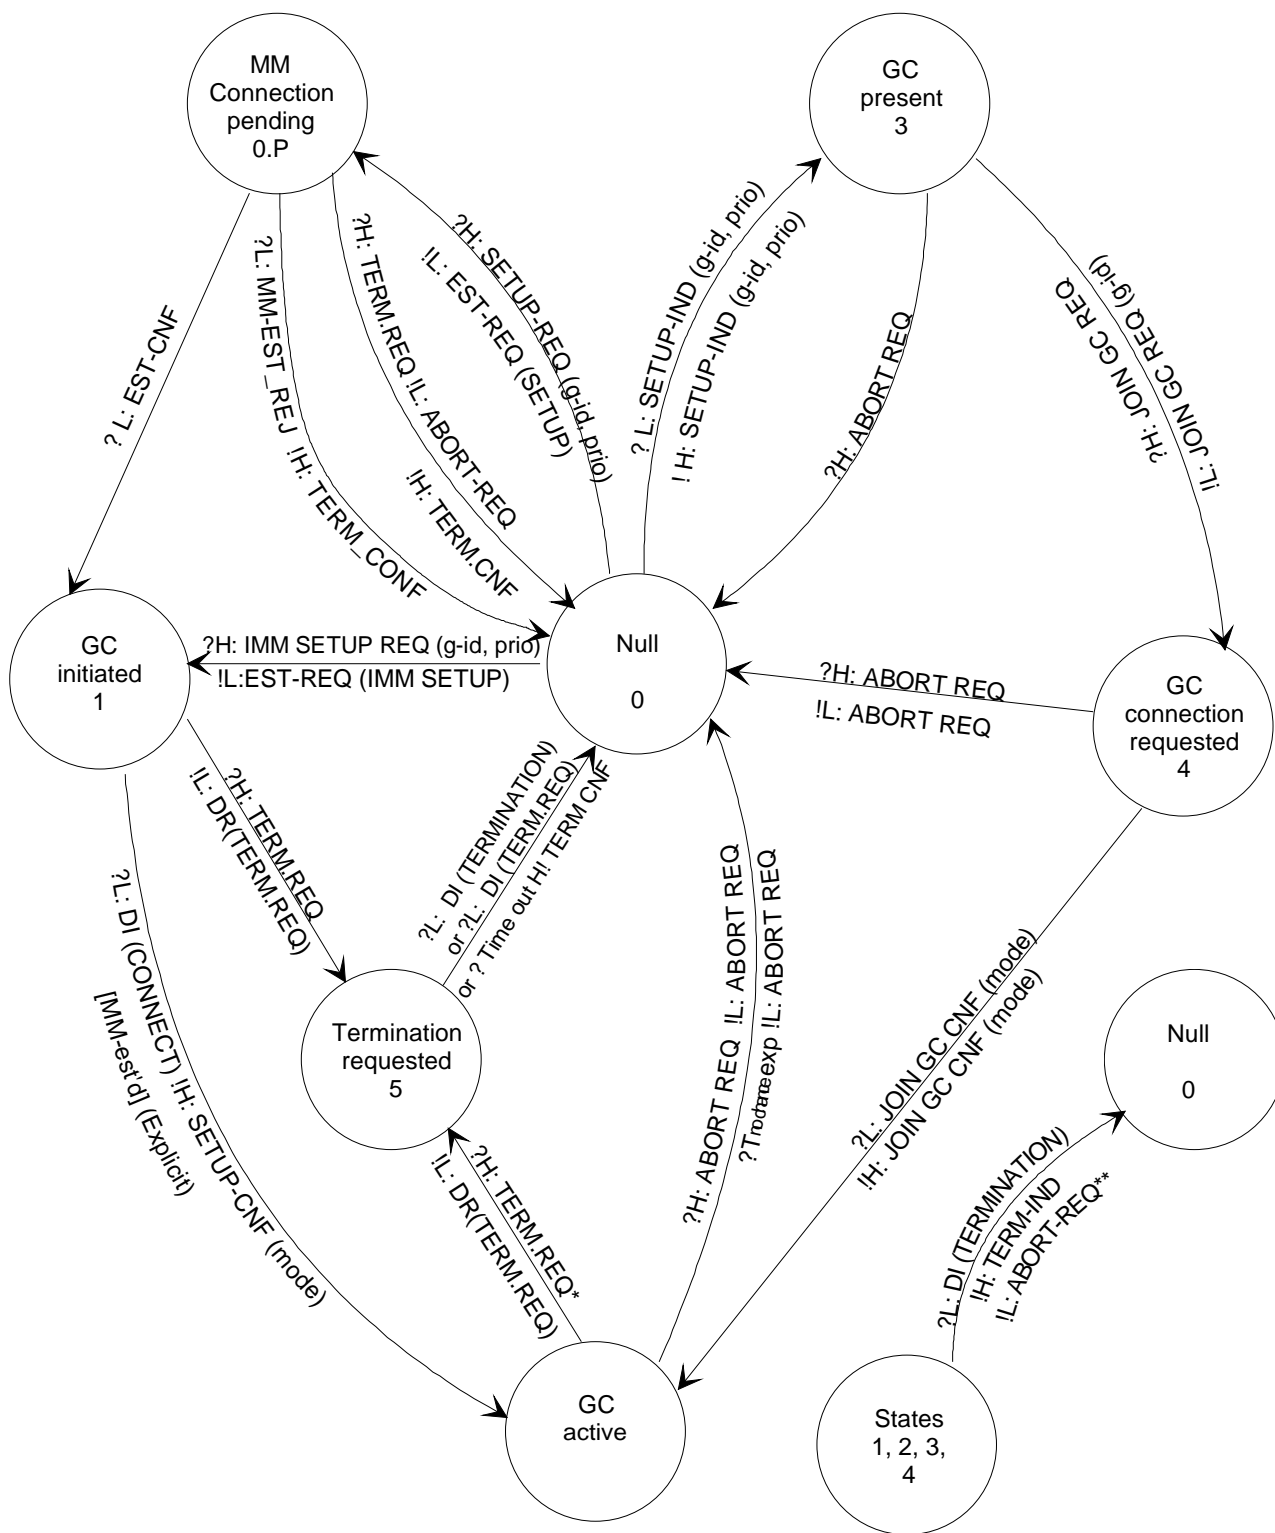 MM
Connection
pending
0.P
GC
present
3
?H: SETUP-REQ (g-id, prio)
!L: EST-REQ (SETUP)
?H: TERM.REQ !L: ABORT-REQ
!H: TERM.CNF
?L: MM-EST_REJ !H: TERM_CONF
? L: EST-CNF
? L: SETUP-IND (g-id, prio)
! H: SETUP-IND (g-id, prio)
?H: ABORT REQ
!L: JOIN GC REQ (g-id)
?H: JOIN GC REQ
GC
initiated
1
?H: IMM SETUP REQ (g-id, prio)
!L:EST-REQ (IMM SETUP)
Null
0
?H: ABORT REQ
!L: ABORT REQ
GC
connection
requested
4
?H: TERM.REQ
!L: DR(TERM.REQ)
?L: DI (TERMINATION)
or ?L: DI (TERM.REQ)
or ? Time out H! TERM CNF
?L: DI (CONNECT) !H: SETUP-CNF (mode)
[MM-est'd] (Explicit)
?H: ABORT REQ !L: ABORT REQ
exp !L: ABORT REQ
?L: JOIN GC CNF (mode)
!H: JOIN GC CNF (mode)
Termination
requested
5
Null
0
?H: TERM.REQ*
!L: DR(TERM.REQ)
?L: DI (TERMINATION)
!H: TERM-IND
!L: ABORT-REQ**
GC
active
States
1, 2, 3,
4